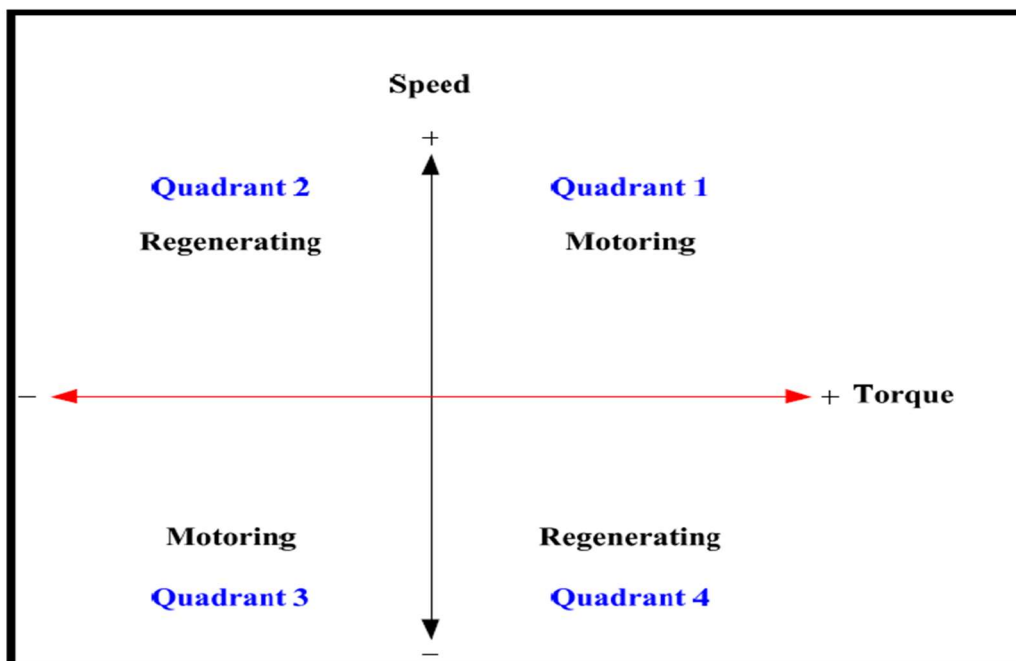 Speed
+
Quadrant 2
Quadrant 1
Regenerating
Motoring
− + Torque
Motoring
Regenerating
Quadrant 3
Quadrant 4
−